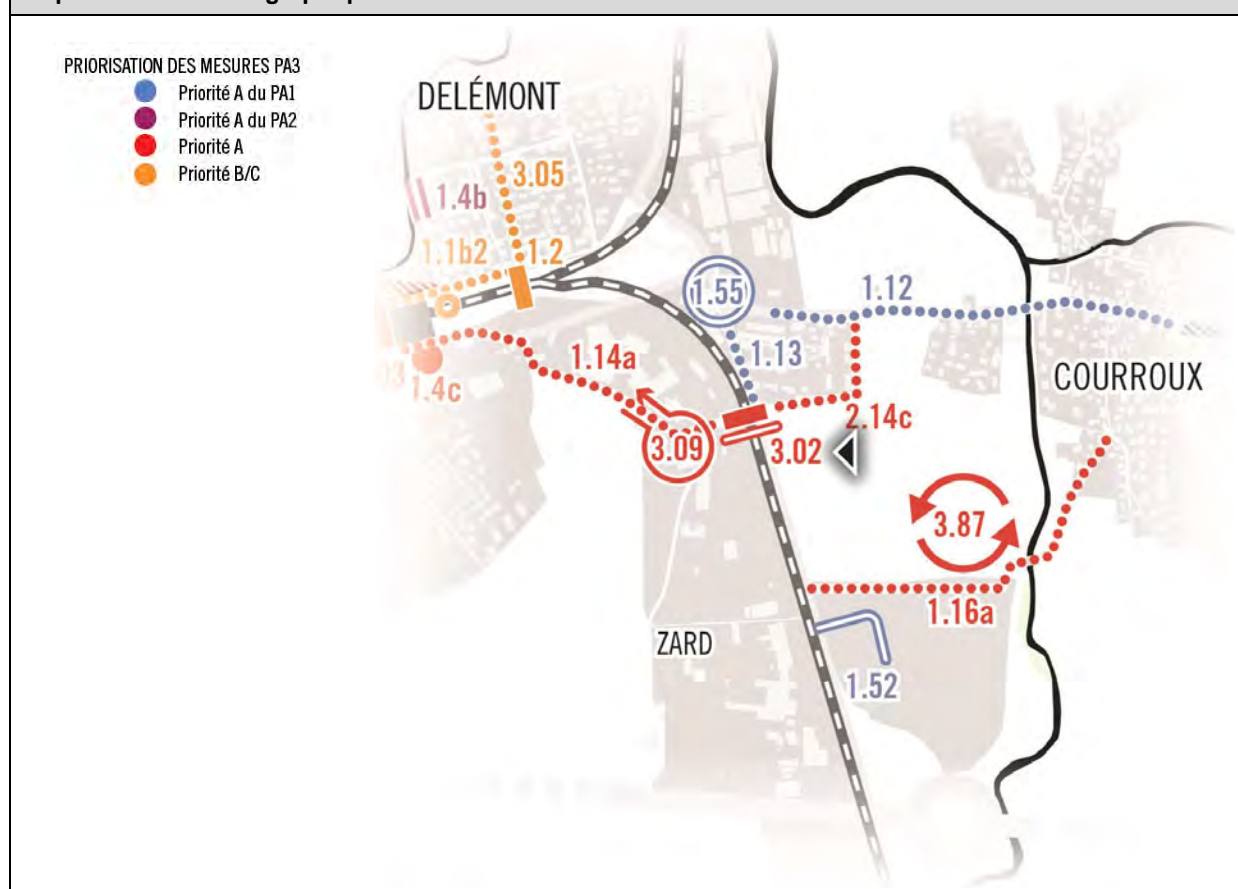 PRIORISATION DES MESURES PA3
Priorité A du PA1
Priorité A du PA2
Priorité A
Priorité B/C
DELÉMONT
3.05
1.4b
1.1b2
1.2
1.55
1.12
1.13
1.14a
1.4c
COURROUX
2.14c
3.09
3.02
3.87
1.16a
ZARD
1.52